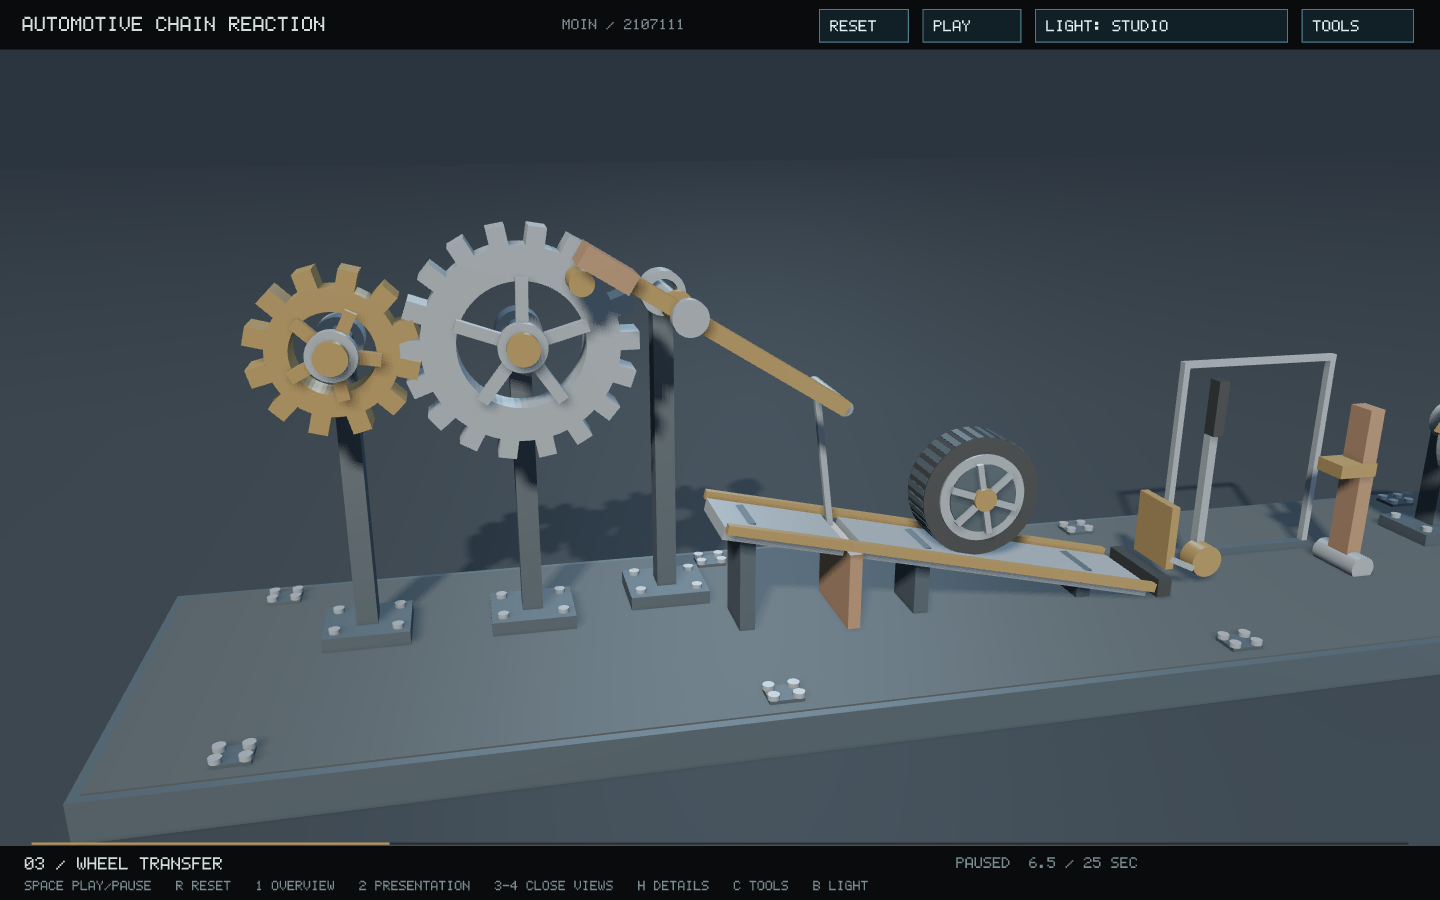 AUTOMOTIVE CHAIN REACTION
MOIN / 2107111
RESET
PLAY
LIGHT: STUDIO
TOOLS
03 / WHEEL TRANSFER
PAUSED 6.5 / 25 SEC
SPACE PLAY/PAUSE R RESET 1 OVERVIEW 2 PRESENTATION 3-4 CLOSE VIEWS H DETAILS C TOOLS B LIGHT